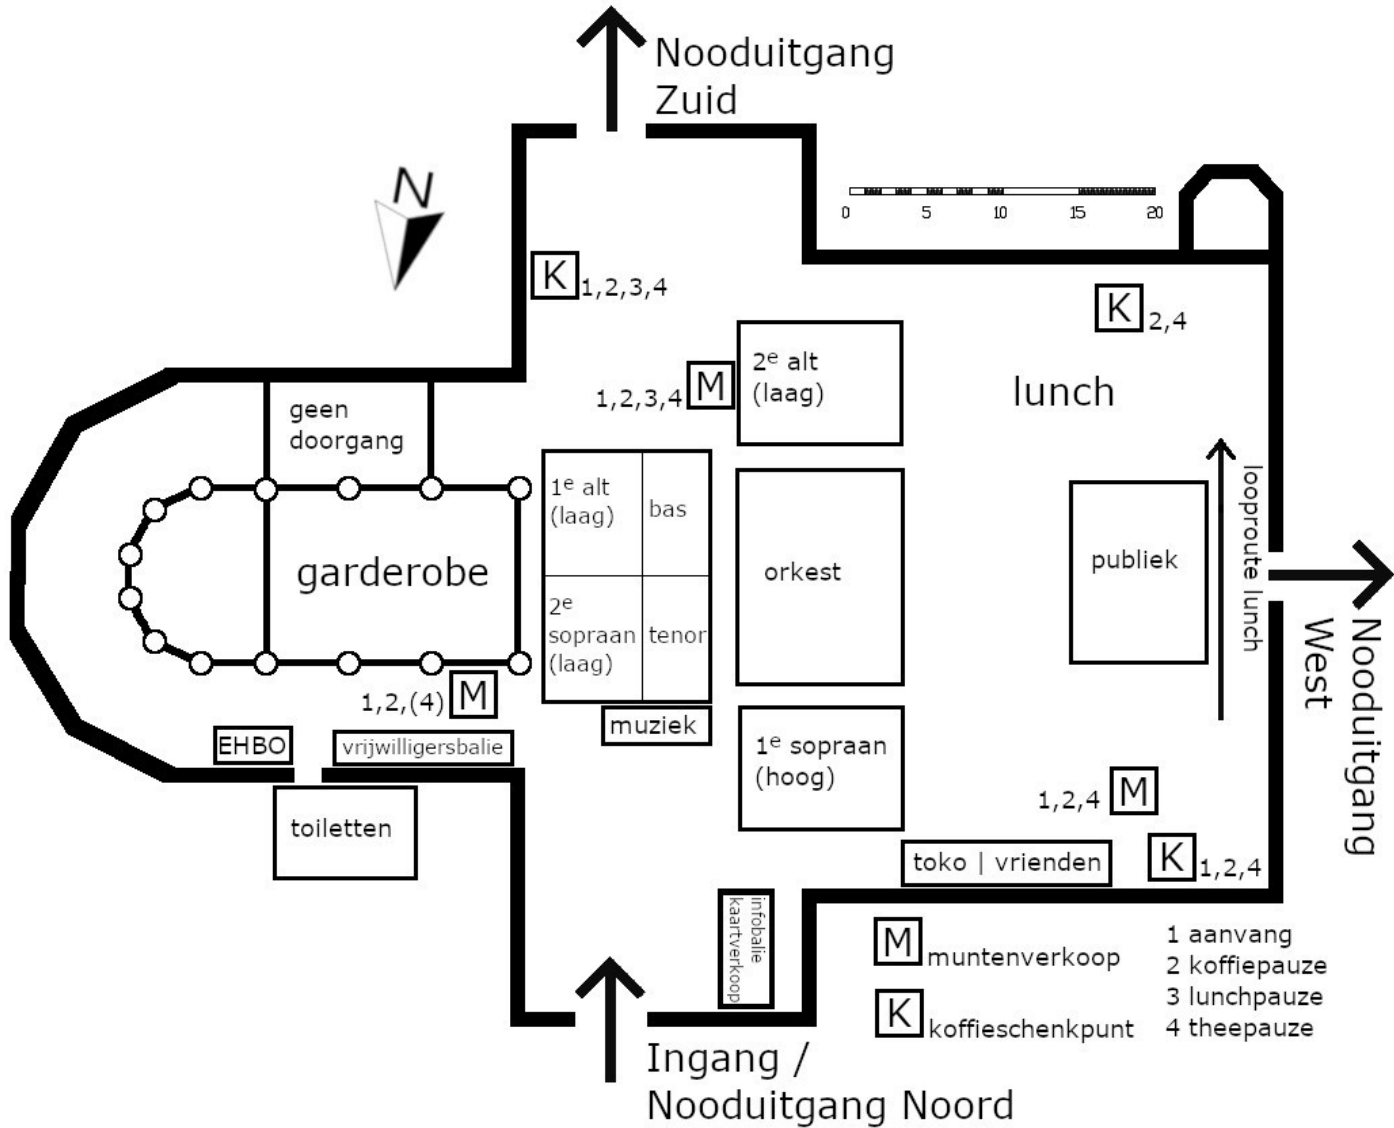 Nooduitgang
Zuid
N
0 5 10 15 20
K 1,2,3,4
K 2,4
2e alt
(laag)
1,2,3,4 M
lunch
geen
doorgang
1e alt
(laag)
bas
looproute lunch
garderobe
orkest
publiek
2e
sopraan
(laag)
tenor
Nooduitgang
West
1,2,(4) M
muziek
EHBO
vrijwilligersbalie
1e sopraan
(hoog)
1,2,4 M
toiletten
toko | vrienden
K 1,2,4
infobalie
kaartverkoop
M muntenverkoop
K koffieschenkpunt
1 aanvang
2 koffiepauze
3 lunchpauze
4 theepauze
Ingang /
Nooduitgang Noord